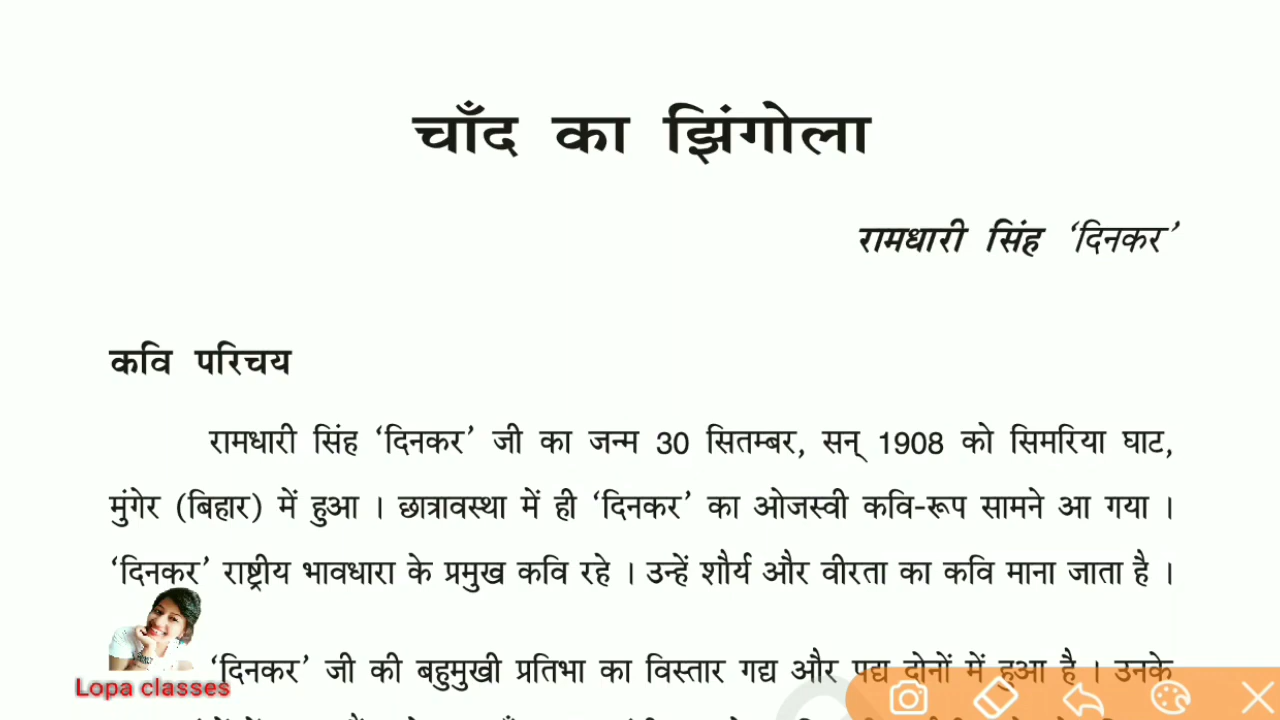 चाँद का झिंगोला
रामधारी सिंह ‘दिनकर’
कवि परिचय
रामधारी सिंह ‘दिनकर’ जी का जन्म 30 सितम्बर, सन् 1908 को सिमरिया घाट,
मुंगेर (बिहार) में हुआ । छात्रावस्था में ही ‘दिनकर’ का ओजस्वी कवि-रूप सामने आ गया ।
‘दिनकर’ राष्ट्रीय भावधारा के प्रमुख कवि रहे । उन्हें शौर्य और वीरता का कवि माना जाता है ।
‘दिनकर’ जी की बहुमुखी प्रतिभा का विस्तार गद्य और पद्य दोनों में हुआ है । उनके
Lopa classes